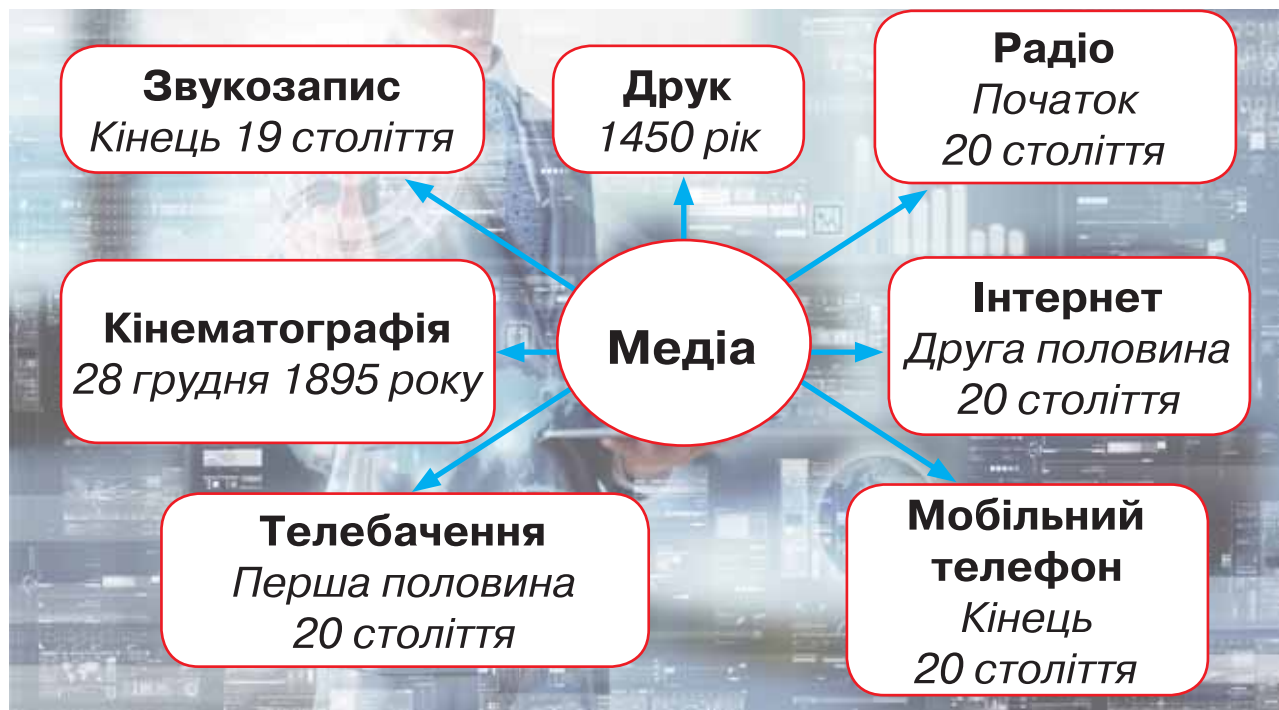 Звукозапис
Кінець 19 століття
Друк
1450 рік
Радіо
Початок
20 століття
Кінематографія
28 грудня 1895 року
Медіа
Інтернет
Друга половина
20 століття
Телебачення
Перша половина
20 століття
Мобільний
телефон
Кінець
20 століття